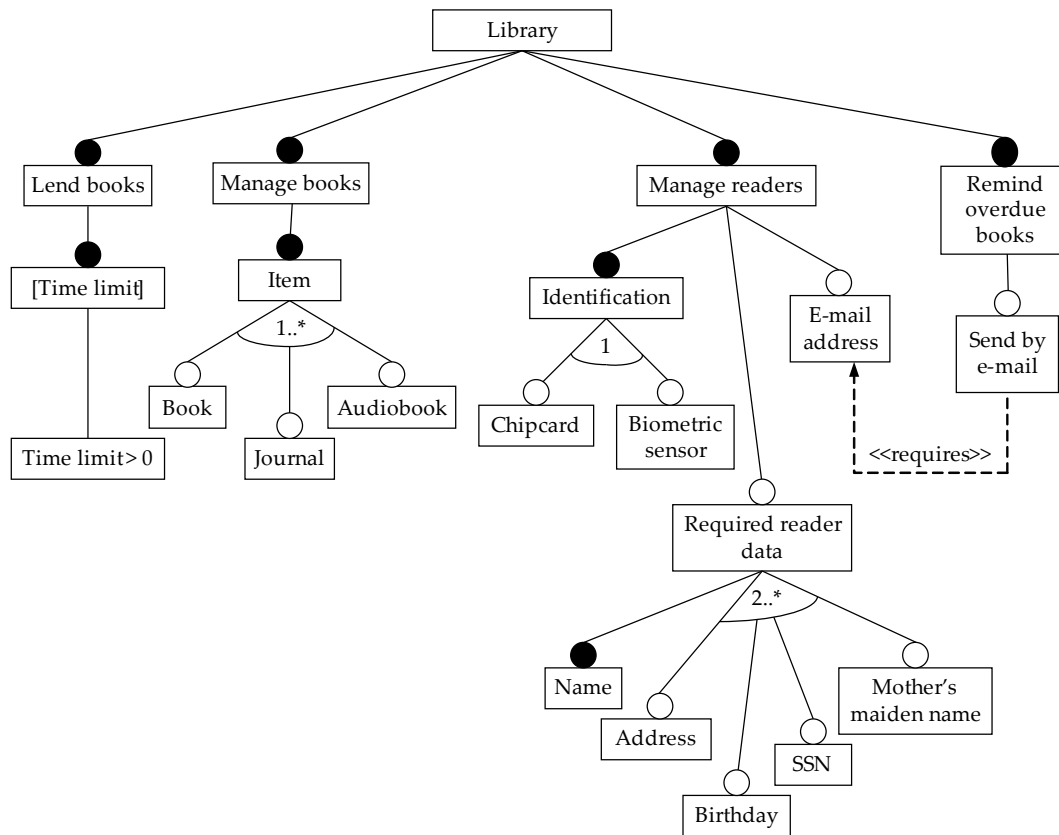 Library
Lend books
Manage books
Manage readers
Remind
overdue
books
[Time limit]
Item
Identification
E-mail
address
Send by
e-mail
1..*
1
Book
Journal
Audiobook
Chipcard
Biometric
sensor
Time limit> 0
<<requires>>
Required reader
data
2..*
Name
Address
Birthday
SSN
Mother’s
maiden name